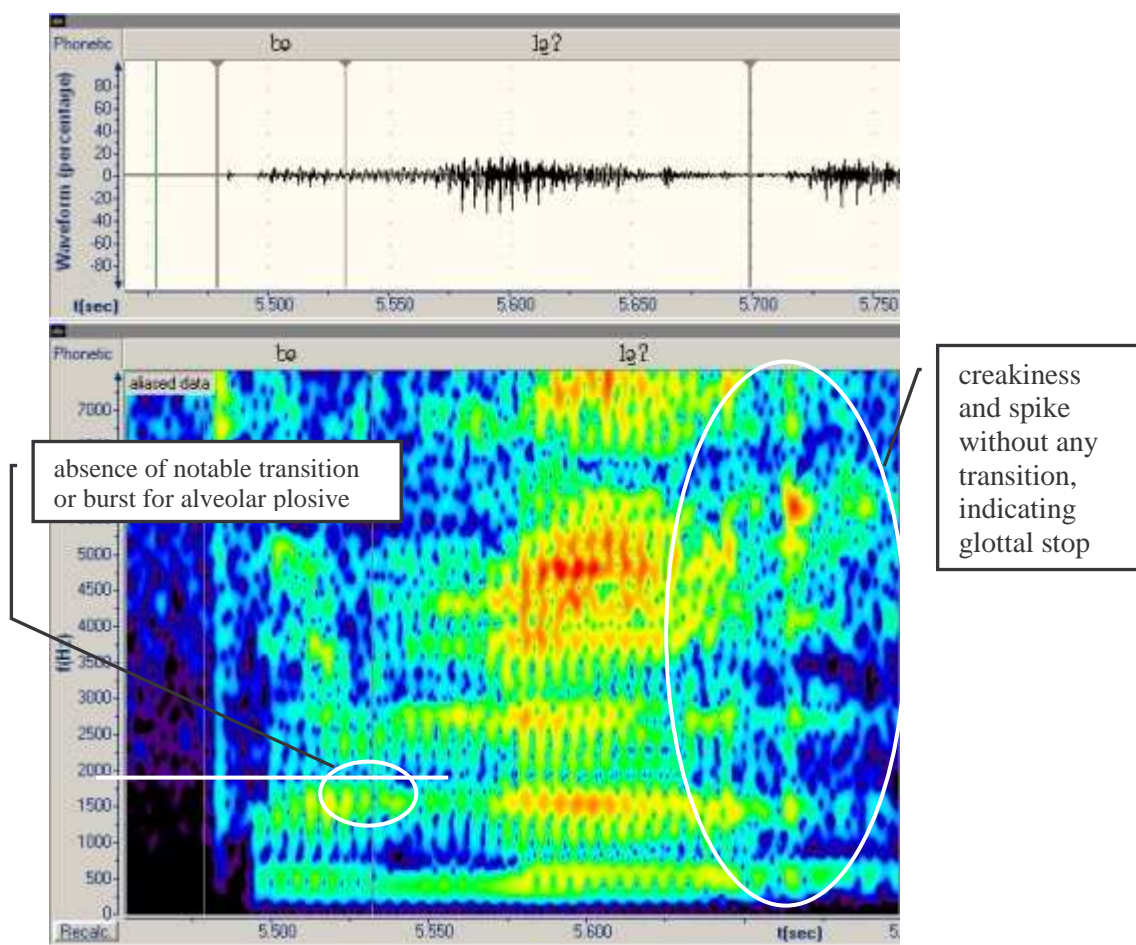 Phonetic bə lə̰ʔ
Waveform (percentage)
80
60
40
20
0
-20
-40
-60
-80
t(sec) 5.500 5.550 5.600 5.650 5.700 5.750
Phonetic bə lə̰ʔ
aliased data
7000
absence of notable transition
or burst for alveolar plosive
5000
4500
4000
3500
3000
2500
2000
1500
1000
500
0
Recalc. 5.500 5.550 5.600 t(sec)
creakiness
and spike
without any
transition,
indicating
glottal stop